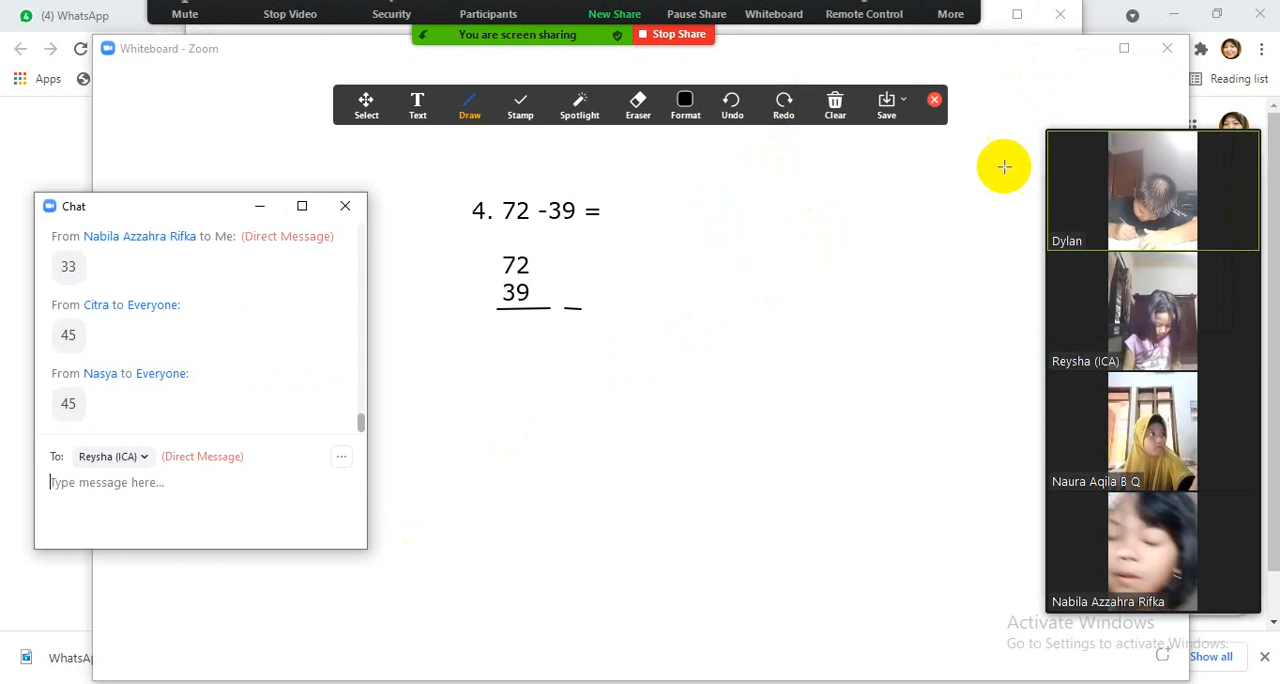 (4) WhatsApp
Mute Stop Video Security Participants New Share Pause Share Whiteboard Remote Control More
You are screen sharing Stop Share
Whiteboard - Zoom
Apps
Reading list
Select Text Draw Stamp Spotlight Eraser Format Undo Redo Clear Save
Chat
From Nabila Azzahra Rifka to Me: (Direct Message)
33
From Citra to Everyone:
45
From Nasya to Everyone:
45
To: Reysha (ICA) (Direct Message)
Type message here...
4. 72 -39 =
72
39
Dylan
Reysha (ICA)
Naura Aqila B Q
Nabila Azzahra Rifka
Activate Windows
Go to Settings to activate Windows.
WhatsAp
Show all